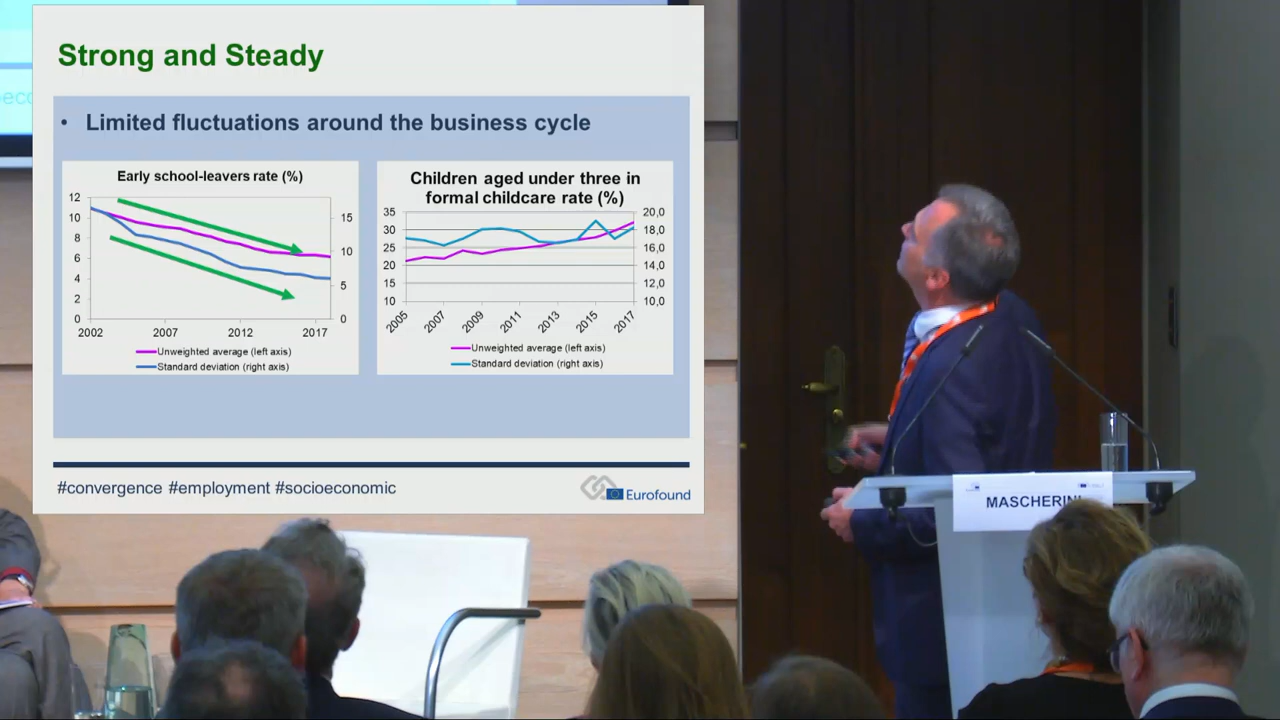 Strong and Steady
• Limited fluctuations around the business cycle
Early school-leavers rate (%)
12
10
8
6
4
2
0
15
10
5
0
2002 2007 2012 2017
Unweighted average (left axis)
Standard deviation (right axis)
Children aged under three in
formal childcare rate (%)
35
30
25
20
15
10
20,0
18,0
16,0
14,0
12,0
10,0
2005 2007 2009 2011 2013 2015 2017
Unweighted average (left axis)
Standard deviation (right axis)
#convergence #employment #socioeconomic
Eurofound
MASCHERINI